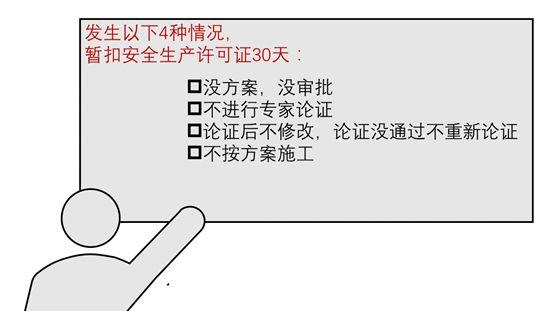 发生以下4种情况，
暂扣安全生产许可证30天：
没方案，没审批
不进行专家论证
论证后不修改，论证没通过不重新论证
不按方案施工